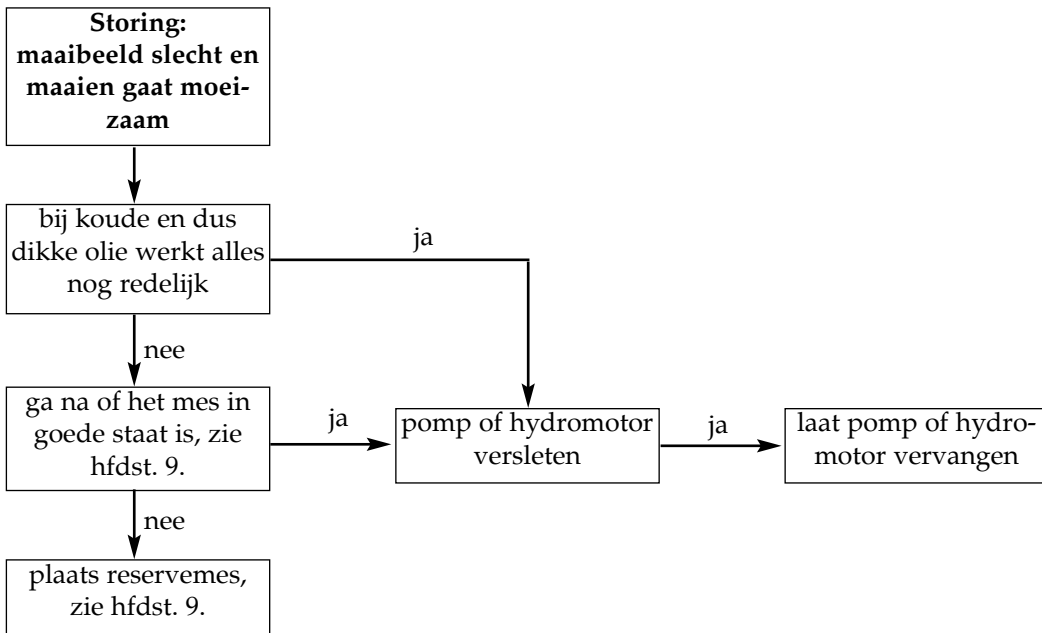 Storing:
maaibeeld slecht en
maaien gaat moei-
zaam
bij koude en dus
dikke olie werkt alles
nog redelijk
ja
nee
ga na of het mes in
goede staat is, zie
hfdst. 9.
ja
pomp of hydromotor
versleten
ja
laat pomp of hydro-
motor vervangen
nee
plaats reservemes,
zie hfdst. 9.